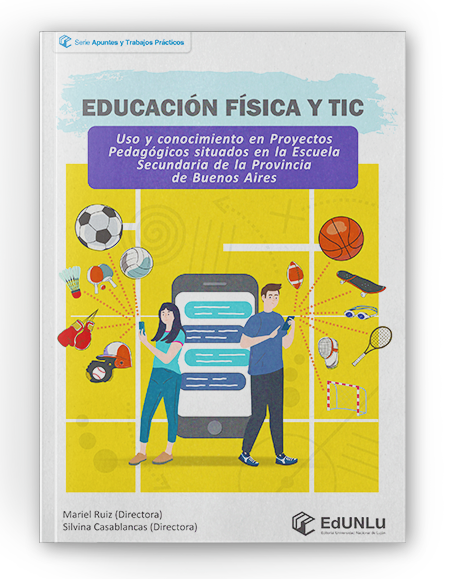 Serie Apuntes y Trabajos Prácticos
EDUCACIÓN FÍSICA Y TIC
Uso y conocimiento en Proyectos
Pedagógicos situados en la Escuela
Secundaria de la Provincia
de Buenos Aires
Mariel Ruiz (Directora)
Silvina Casablancas (Directora)
EdUNLu
Editorial Universidad Nacional de Luján